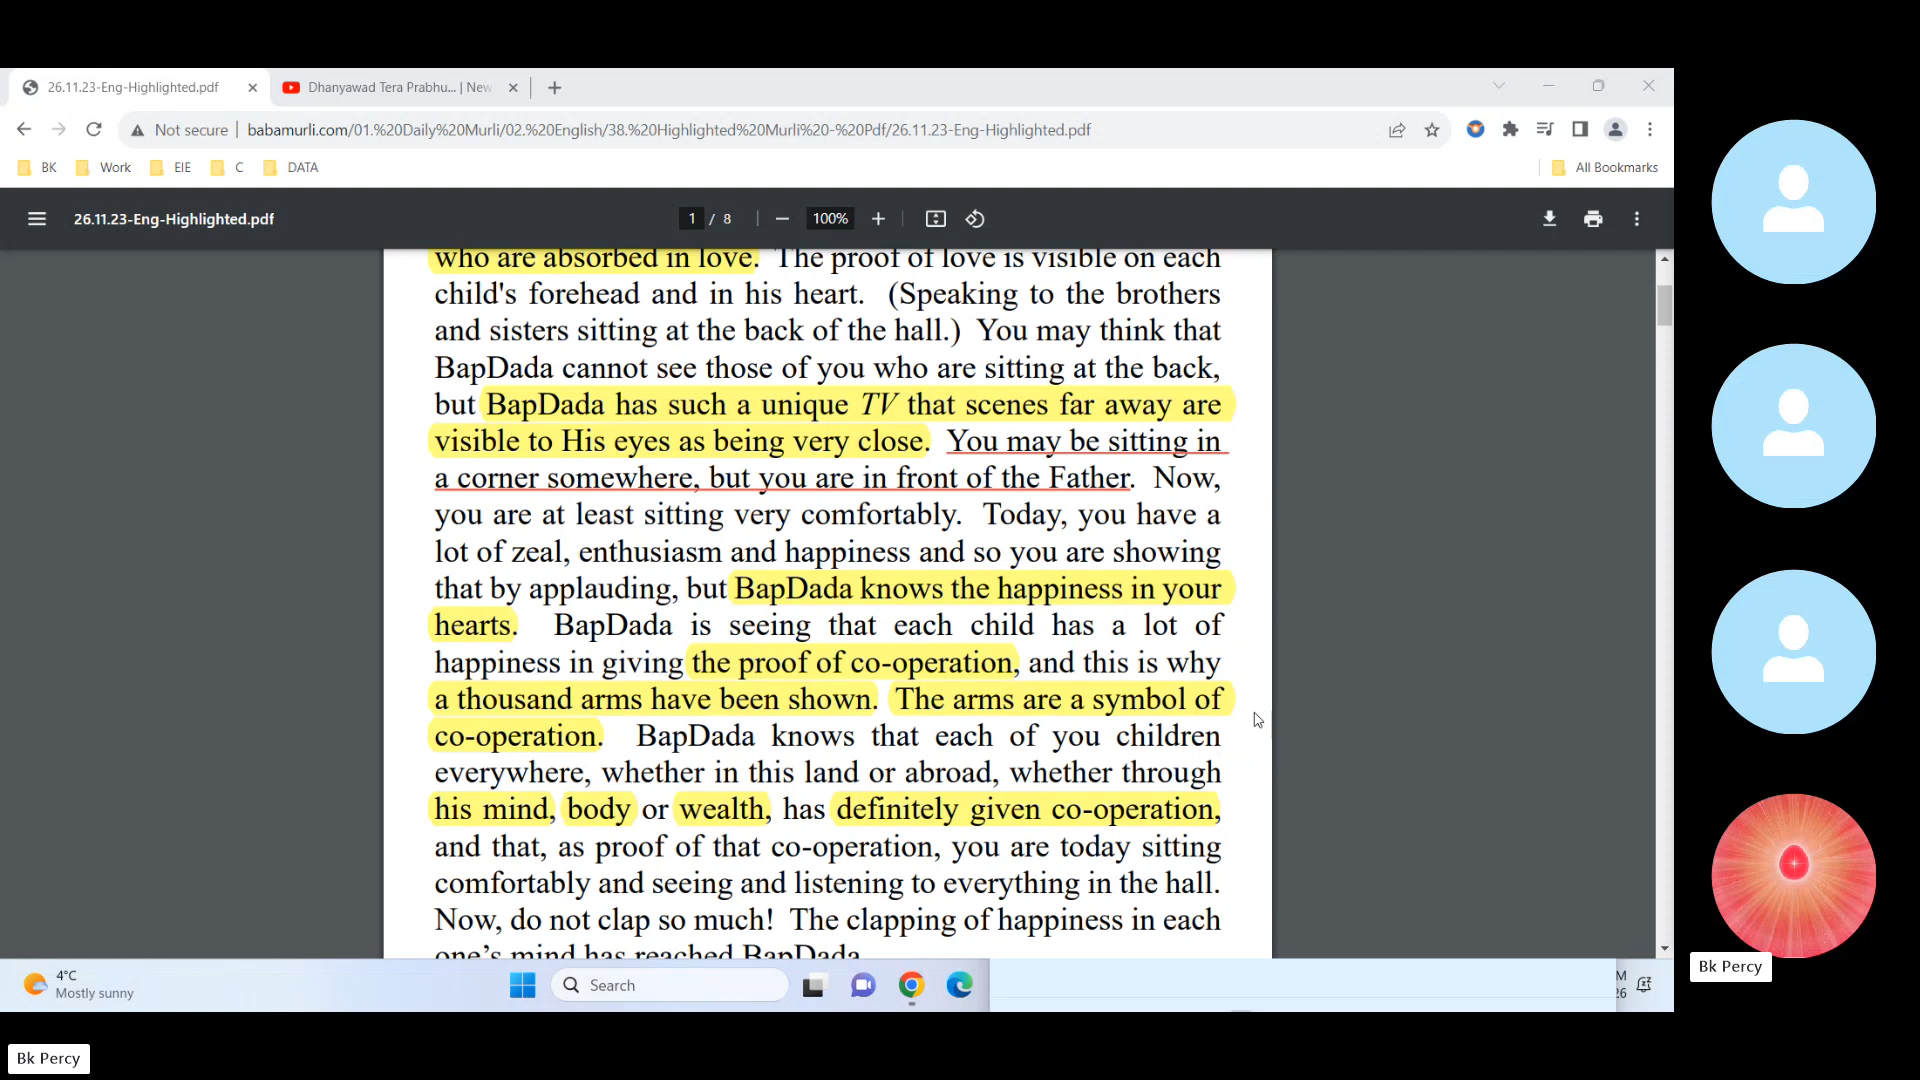 26.11.23-Eng-Highlighted.pdf
Dhanyawad Tera Prabhu... | New
Not secure
babamurli.com/01.%20Daily%20Murli/02.%20English/38.%20Highlighted%20Murli%20-%20Pdf/26.11.23-Eng-Highlighted.pdf
BK Work EIE C DATA All Bookmarks
26.11.23-Eng-Highlighted.pdf 1 / 8 100%
who are absorbed in love. The proof of love is visible on each
child's forehead and in his heart. (Speaking to the brothers
and sisters sitting at the back of the hall.) You may think that
BapDada cannot see those of you who are sitting at the back,
but BapDada has such a unique TV that scenes far away are
visible to His eyes as being very close. You may be sitting in
a corner somewhere, but you are in front of the Father. Now,
you are at least sitting very comfortably. Today, you have a
lot of zeal, enthusiasm and happiness and so you are showing
that by applauding, but BapDada knows the happiness in your
hearts. BapDada is seeing that each child has a lot of
happiness in giving the proof of co-operation, and this is why
a thousand arms have been shown. The arms are a symbol of
co-operation. BapDada knows that each of you children
everywhere, whether in this land or abroad, whether through
his mind, body or wealth, has definitely given co-operation,
and that, as proof of that co-operation, you are today sitting
comfortably and seeing and listening to everything in the hall.
Now, do not clap so much! The clapping of happiness in each
one's mind has reached BapDada.
4°C
Mostly sunny
Search
M
26
Bk Percy
Bk Percy